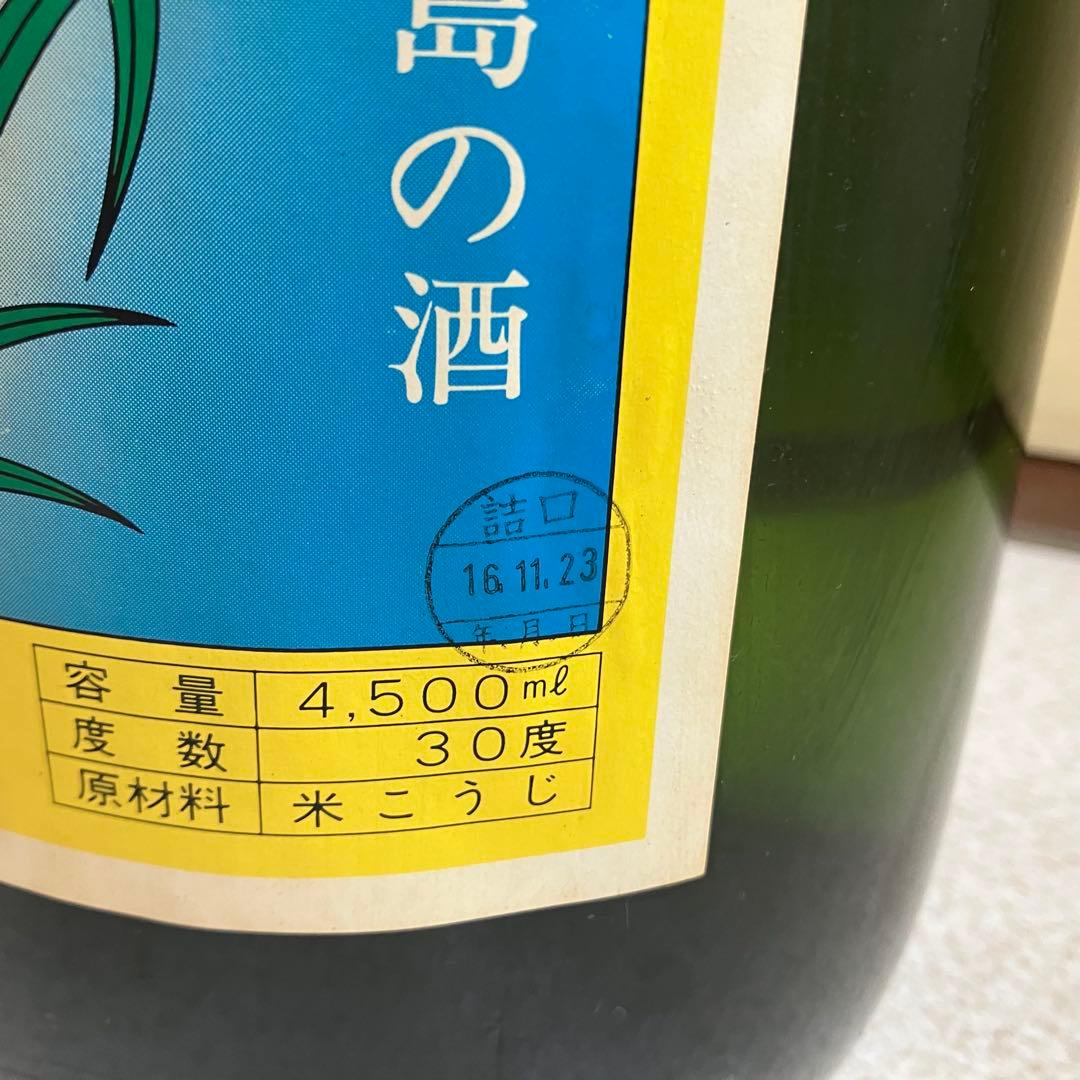 島の酒
詰口
16.11.23
年.月.日
容量 4,500ml
度数 30度
原材料 米こうじ